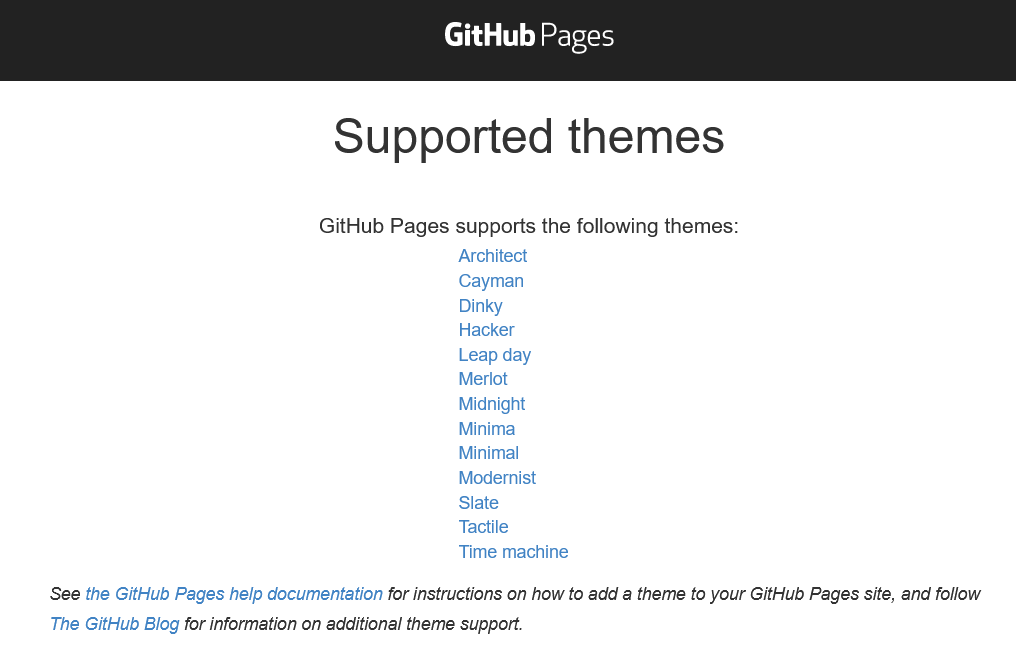 GitHub Pages
Supported themes
GitHub Pages supports the following themes:
Architect
Cayman
Dinky
Hacker
Leap day
Merlot
Midnight
Minima
Minimal
Modernist
Slate
Tactile
Time machine
See the GitHub Pages help documentation for instructions on how to add a theme to your GitHub Pages site, and follow
The GitHub Blog for information on additional theme support.